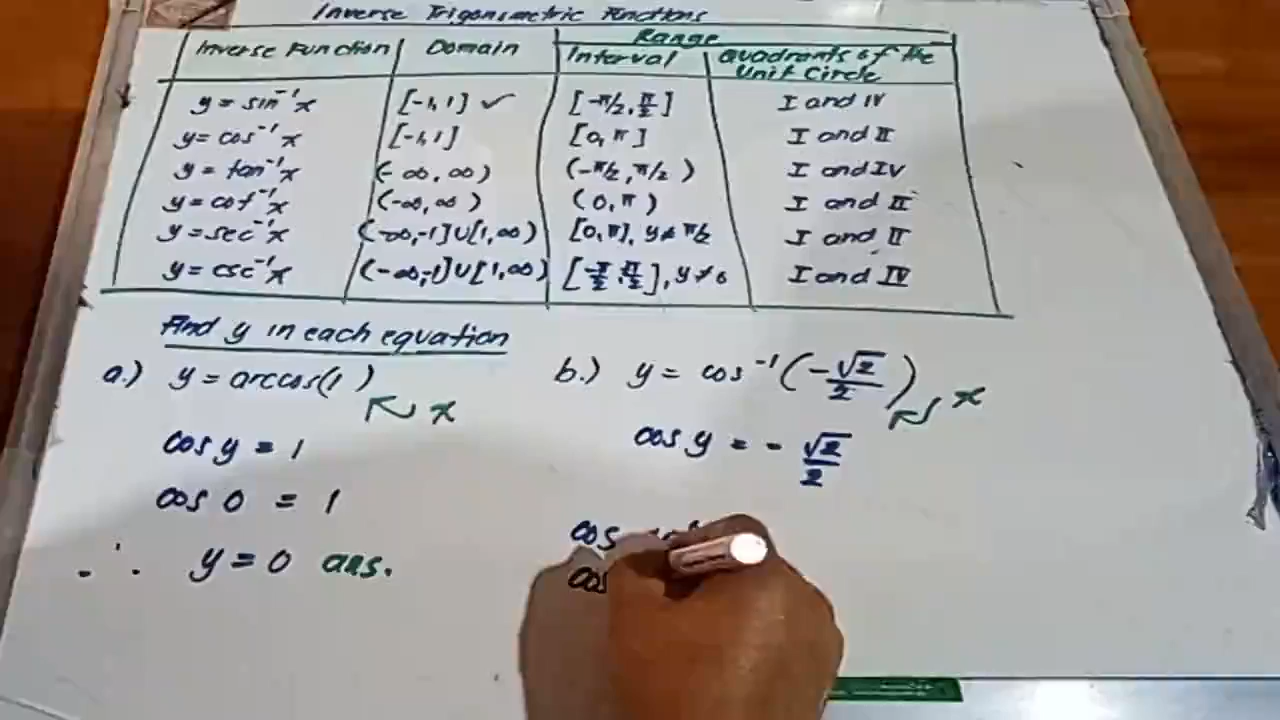 Inverse Trigonometric Functions
Inverse Function Domain Range
Interval Quadrants of the Unit Circle
y = sin⁻¹x [-1, 1] ✓ [-π/2, π/2] I and IV
y = cos⁻¹x [-1, 1] [0, π] I and II
y = tan⁻¹x (-∞, ∞) (-π/2, π/2) I and IV
y = cot⁻¹x (-∞, ∞) (0, π) I and II
y = sec⁻¹x (-∞, -1]∪[1, ∞) [0, π], y ≠ π/2 I and II
y = csc⁻¹x (-∞, -1]∪[1, ∞) [-π/2, π/2], y ≠ 0 I and IV
Find y in each equation
a.) y = arccos(1)
x
cos y = 1
cos 0 = 1
∴ y = 0 ans.
b.) y = cos⁻¹(-√2/2)
x
cos y = - √2/2
cos
cos